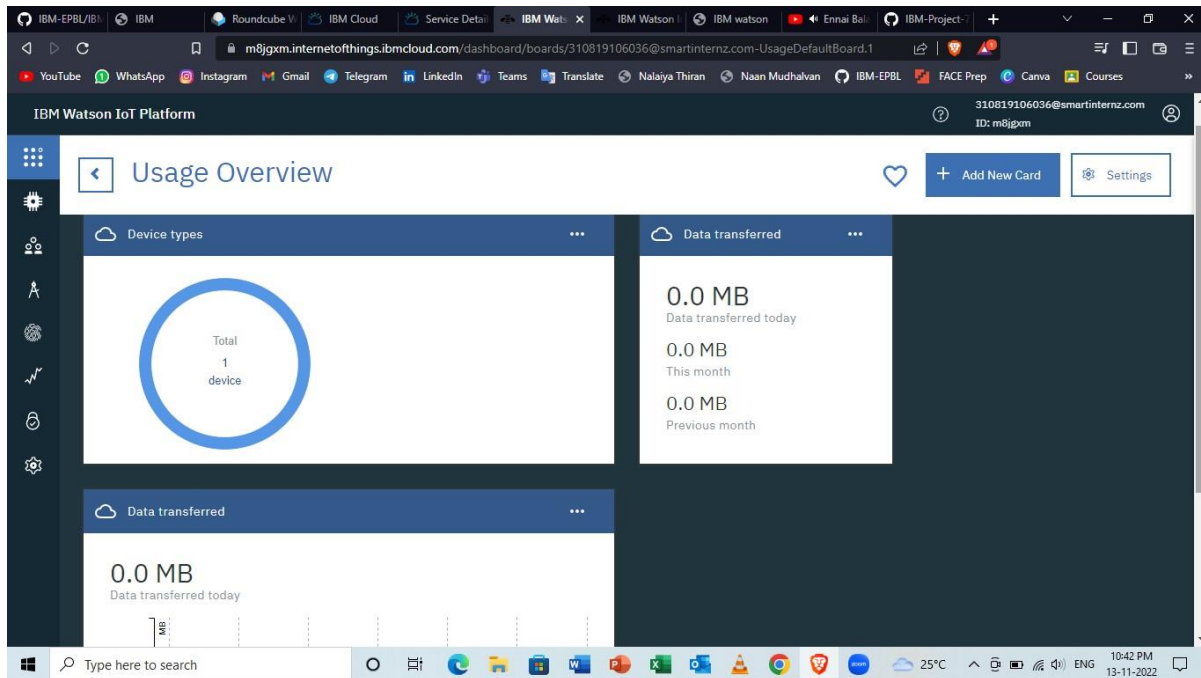 IBM-EPBL/IBM IBM Roundcube W IBM Cloud Service Detail IBM Wats IBM Watson IBM watson Ennai Bal IBM-Project-
m8jgxm.internetofthings.ibmcloud.com/dashboard/boards/310819106036@smartinternz.com-UsageDefaultBoard.1
YouTube WhatsApp Instagram Gmail Telegram LinkedIn Teams Translate Nalaiya Thiran Naan Mudhalvan IBM-EPBL FACE Prep Canva Courses »
IBM Watson IoT Platform
310819106036@smartinternz.com
ID: m8jgxm
Usage Overview
+ Add New Card
Settings
Device types
Total
1
device
Data transferred
0.0 MB
Data transferred today
0.0 MB
This month
0.0 MB
Previous month
Data transferred
0.0 MB
Data transferred today
MB
Type here to search
25°C
ENG
10:42 PM
13-11-2022